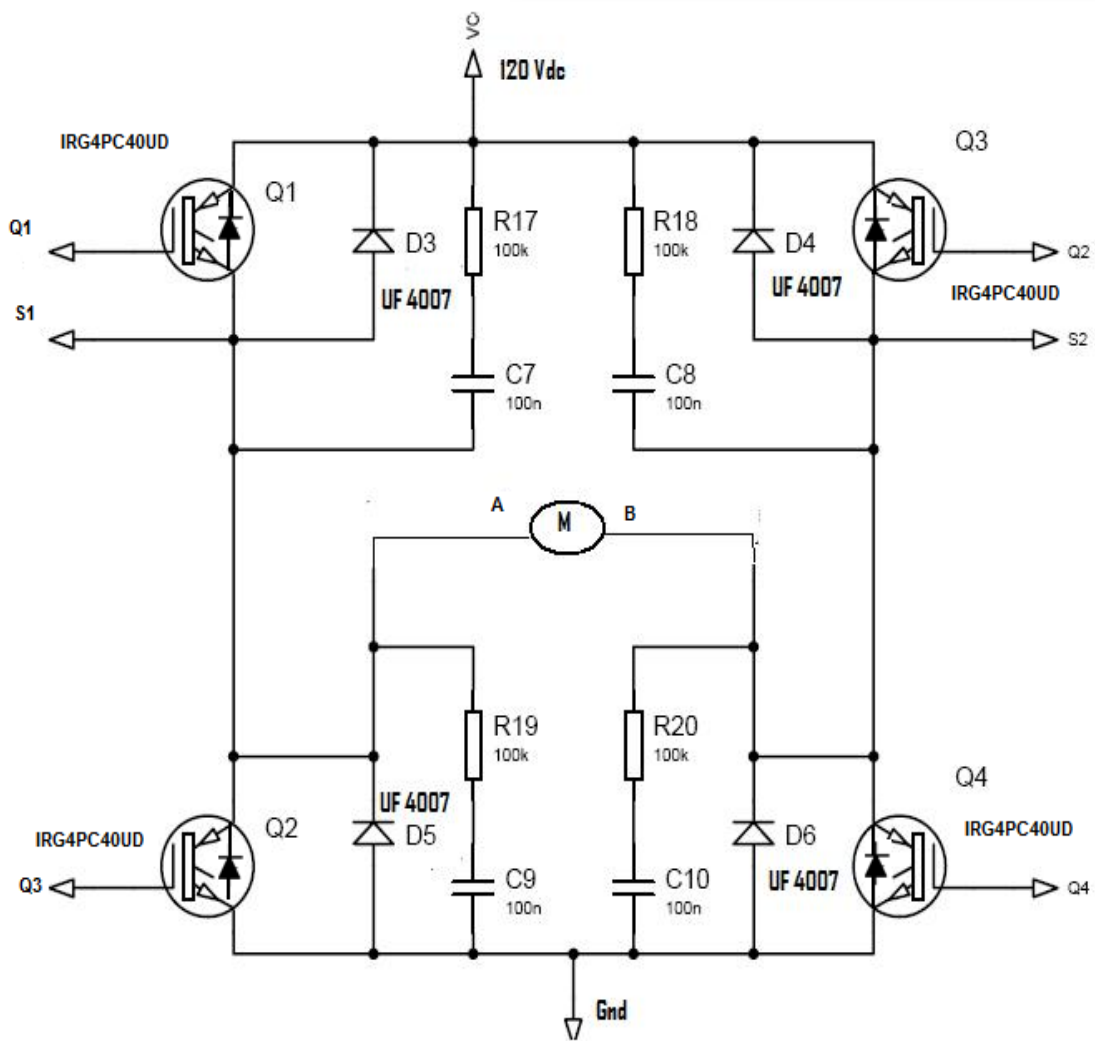 VC
120 Vdc
IRG4PC40UD
Q3
Q1
R17
100k
R18
100k
Q1
D3
D4
Q2
UF 4007
UF 4007
IRG4PC40UD
S1
S2
C7
100n
C8
100n
A
M
B
R19
100k
R20
100k
Q4
UF 4007
Q2
IRG4PC40UD
IRG4PC40UD
D5
D6
Q3
C9
100n
C10
100n
UF 4007
Q4
Gnd